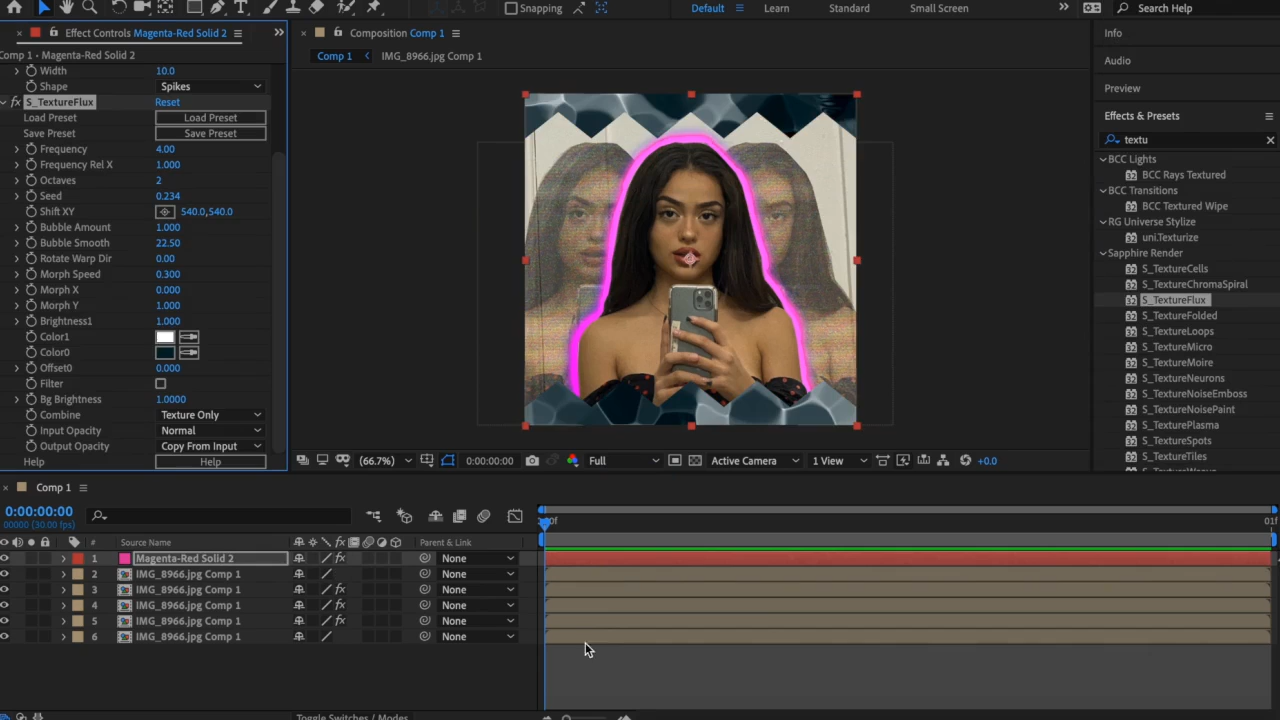 Snapping
Default
Learn
Standard
Small Screen
Search Help
Effect Controls Magenta-Red Solid 2
Composition Comp 1
Info
Comp 1 • Magenta-Red Solid 2
Comp 1
IMG_8966.jpg Comp 1
Audio
Preview
Effects & Presets
textu
Width 10.0
Shape Spikes
fx S_TextureFlux Reset
Load Preset Load Preset
Save Preset Save Preset
Frequency 4.00
Frequency Rel X 1.000
Octaves 2
Seed 0.234
Shift XY 540.0,540.0
Bubble Amount 1.000
Bubble Smooth 22.50
Rotate Warp Dir 0.00
Morph Speed 0.300
Morph X 0.000
Morph Y 1.000
Brightness1 1.000
Color1
Color0
Offset0 0.000
Filter
Bg Brightness 1.0000
Combine Texture Only
Input Opacity Normal
Output Opacity Copy From Input
Help Help
BCC Lights
BCC Rays Textured
BCC Transitions
BCC Textured Wipe
RG Universe Stylize
uni.Texturize
Sapphire Render
S_TextureCells
S_TextureChromaSpiral
S_TextureFlux
S_TextureFolded
S_TextureLoops
S_TextureMicro
S_TextureMoire
S_TextureNeurons
S_TextureNoiseEmboss
S_TextureNoisePaint
S_TexturePlasma
S_TextureSpots
S_TextureTiles
(66.7%) 0:00:00:00 Full Active Camera 1 View +0.0
Comp 1
0:00:00:00
00000 (30.00 fps)
:00f 01f
# Source Name fx Parent & Link
1 Magenta-Red Solid 2 fx None
2 IMG_8966.jpg Comp 1 None
3 IMG_8966.jpg Comp 1 fx None
4 IMG_8966.jpg Comp 1 fx None
5 IMG_8966.jpg Comp 1 fx None
6 IMG_8966.jpg Comp 1 None
Toggle Switches / Modes